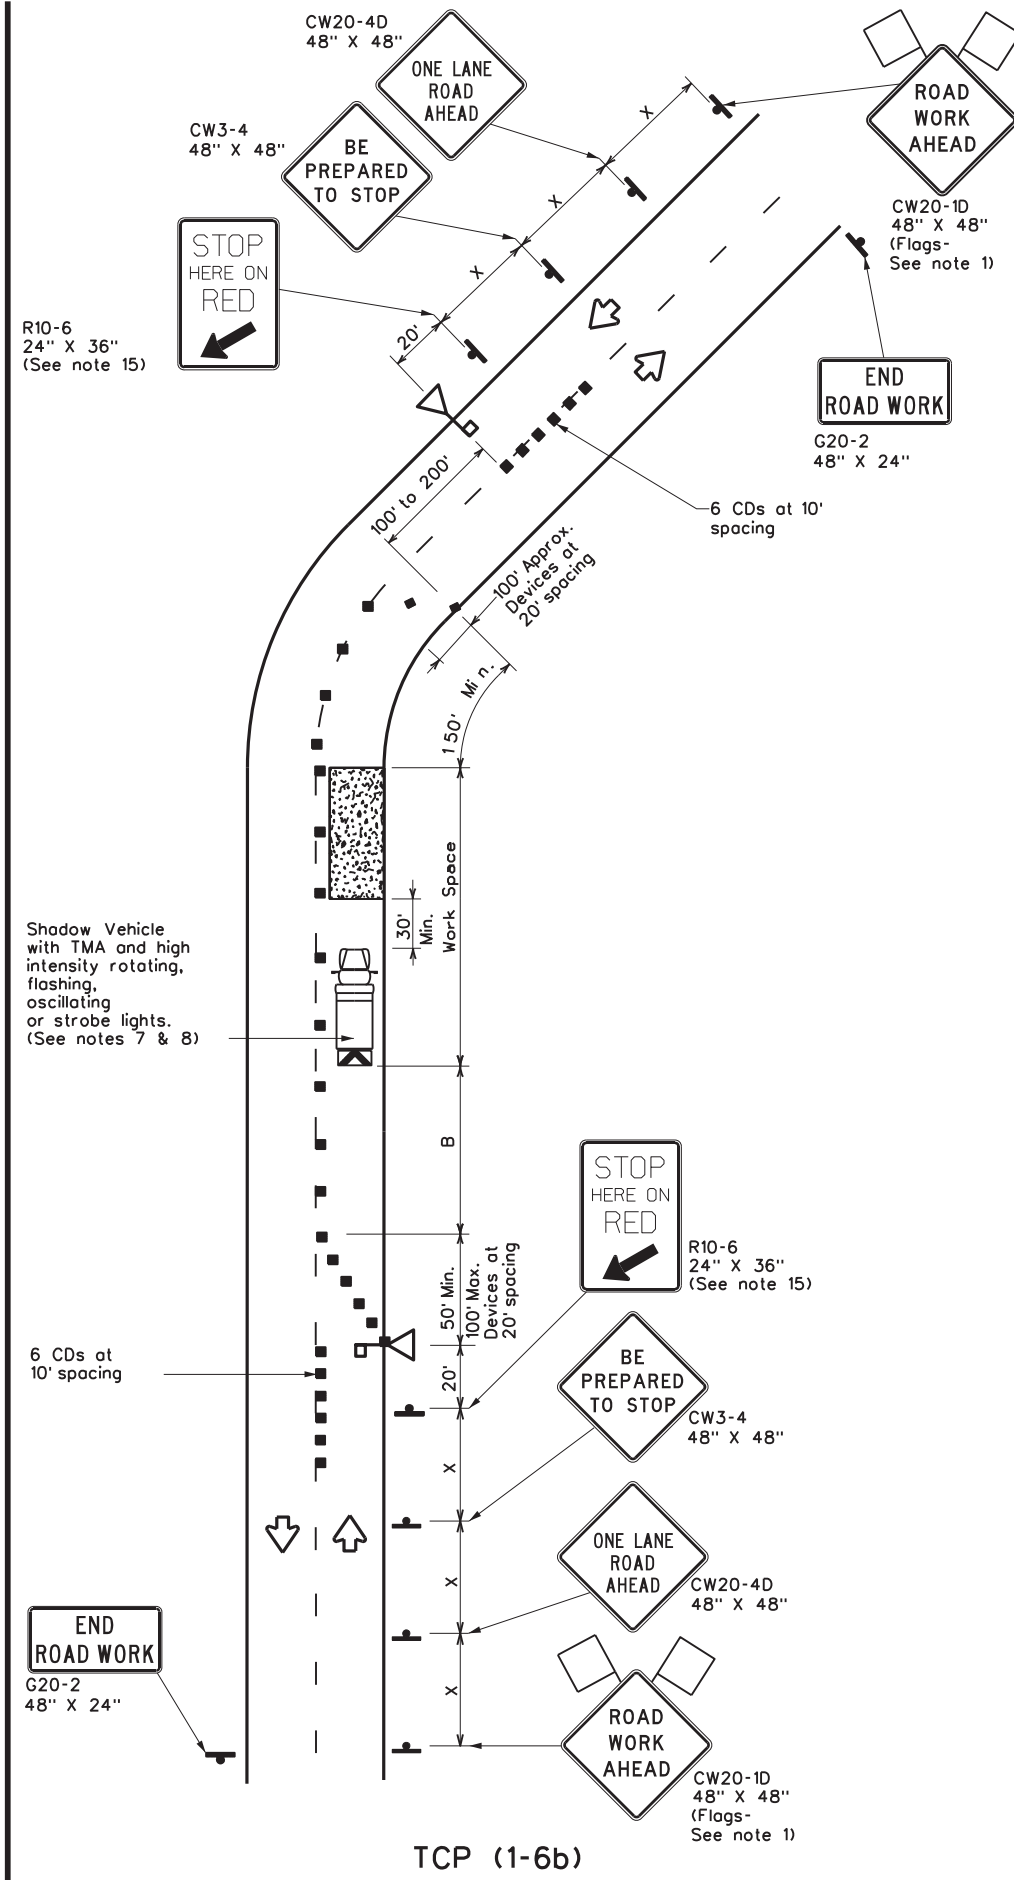 CW20-4D
48" X 48"
ONE LANE
ROAD
AHEAD
ROAD
WORK
AHEAD
CW20-1D
48" X 48"
(Flags-
See note 1)
CW3-4
48" X 48"
BE
PREPARED
TO STOP
X
X
X
20'
STOP
HERE ON
RED
R10-6
24" X 36"
(See note 15)
END
ROAD WORK
G20-2
48" X 24"
100' to 200'
6 CDs at 10'
spacing
100' Approx.
Devices at
20' spacing
150' Min.
Work Space
30'
Min.
Shadow Vehicle
with TMA and high
intensity rotating,
flashing,
oscillating
or strobe lights.
(See notes 7 & 8)
B
50' Min.
100' Max.
Devices at
20' spacing
STOP
HERE ON
RED
R10-6
24" X 36"
(See note 15)
6 CDs at
10' spacing
20'
BE
PREPARED
TO STOP
CW3-4
48" X 48"
X
X
X
ONE LANE
ROAD
AHEAD
CW20-4D
48" X 48"
END
ROAD WORK
G20-2
48" X 24"
ROAD
WORK
AHEAD
CW20-1D
48" X 48"
(Flags-
See note 1)
TCP (1-6b)